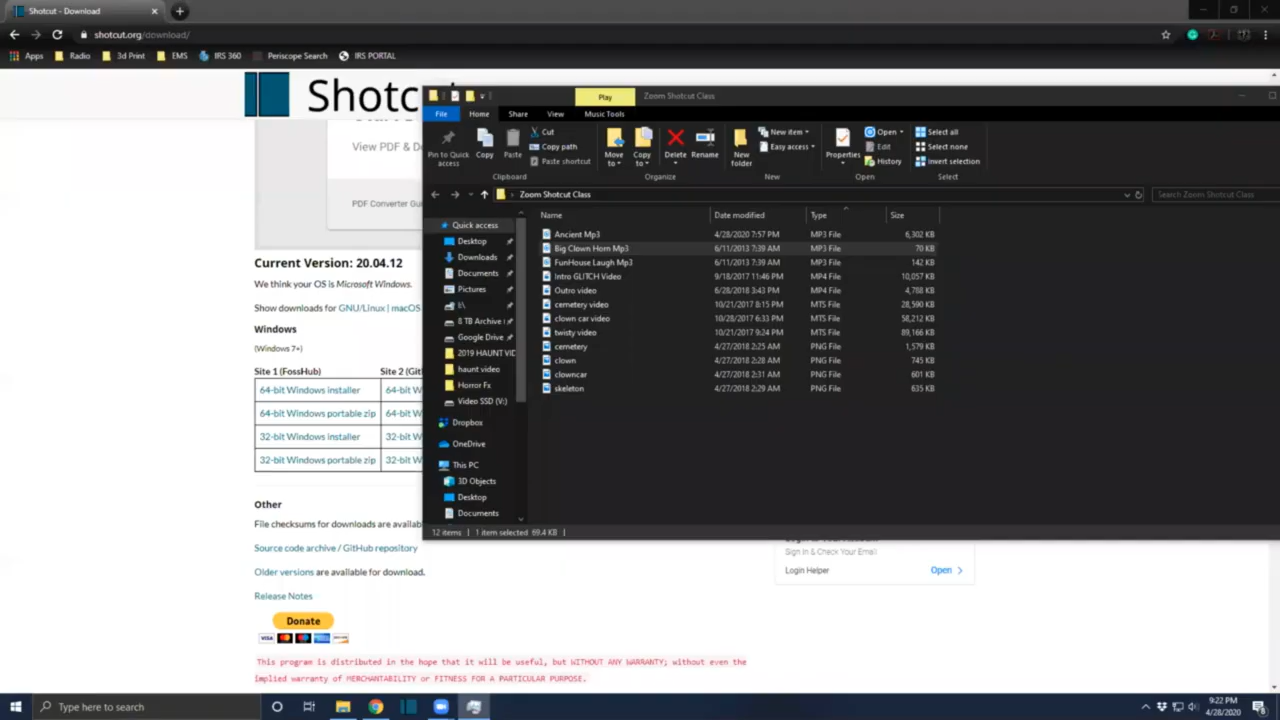 Shotcut - Download
shotcut.org/download/
Apps Radio 3d Print EMS IRS 360 Periscope Search IRS PORTAL
Shotc
View PDF & D
PDF Converter Gui
Current Version: 20.04.12
We think your OS is Microsoft Windows.
Show downloads for GNU/Linux | macOS
Windows
(Windows 7+)
Site 1 (FossHub) Site 2 (Git
64-bit Windows installer 64-bit W
64-bit Windows portable zip 64-bit W
32-bit Windows installer 32-bit W
32-bit Windows portable zip 32-bit W
Other
File checksums for downloads are availab
Source code archive / GitHub repository
Older versions are available for download.
Release Notes
Donate
VISA
This program is distributed in the hope that it will be useful, but WITHOUT ANY WARRANTY; without even the
implied warranty of MERCHANTABILITY or FITNESS FOR A PARTICULAR PURPOSE.
Play Zoom Shotcut Class
File Home Share View Music Tools
Pin to Quick access
Copy
Paste
Cut
Copy path
Paste shortcut
Clipboard
Move to
Copy to
Delete
Rename
Organize
New folder
New item
Easy access
New
Properties
Open
Edit
History
Open
Select all
Select none
Invert selection
Select
Zoom Shotcut Class
Search Zoom Shotcut Class
Quick access
Desktop
Downloads
Documents
Pictures
I:\
8 TB Archive (
Google Drive
2019 HAUNT VID
haunt video
Horror Fx
Video SSD (V:)
Dropbox
OneDrive
This PC
3D Objects
Desktop
Documents
Name Date modified Type Size
Ancient Mp3 4/28/2020 7:57 PM MP3 File 6,302 KB
Big Clown Horn Mp3 6/11/2013 7:39 AM MP3 File 70 KB
FunHouse Laugh Mp3 6/11/2013 7:39 AM MP3 File 142 KB
Intro GLITCH Video 9/18/2017 11:46 PM MP4 File 10,057 KB
Outro video 6/28/2018 3:43 PM MP4 File 4,788 KB
cemetery video 10/21/2017 8:15 PM MTS File 28,590 KB
clown car video 10/28/2017 6:33 PM MTS File 58,212 KB
twisty video 10/21/2017 9:24 PM MTS File 89,166 KB
cemetery 4/27/2018 2:25 AM PNG File 1,579 KB
clown 4/27/2018 2:28 AM PNG File 745 KB
clowncar 4/27/2018 2:31 AM PNG File 601 KB
skeleton 4/27/2018 2:29 AM PNG File 635 KB
12 items 1 item selected 69.4 KB
Sign In & Check Your Email
Login Helper Open
Type here to search
9:22 PM
4/28/2020